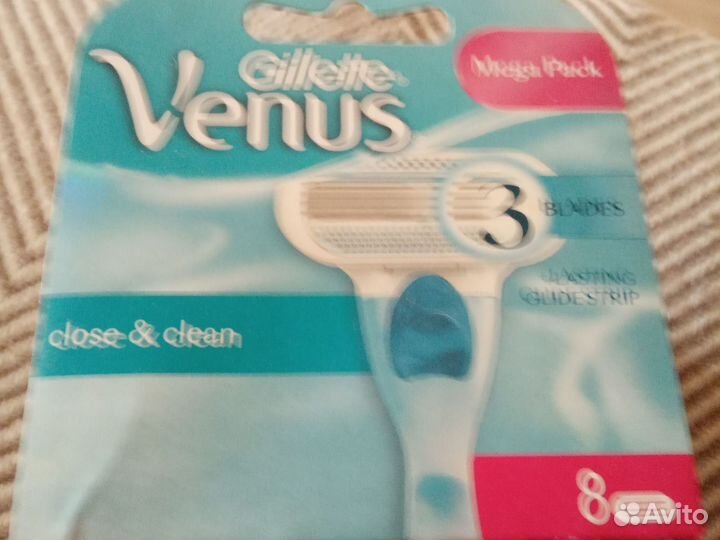 Gillette
Venus
Mega Pack
3 BLADES
LASTING
GLIDESTRIP
close & clean
8
Avito